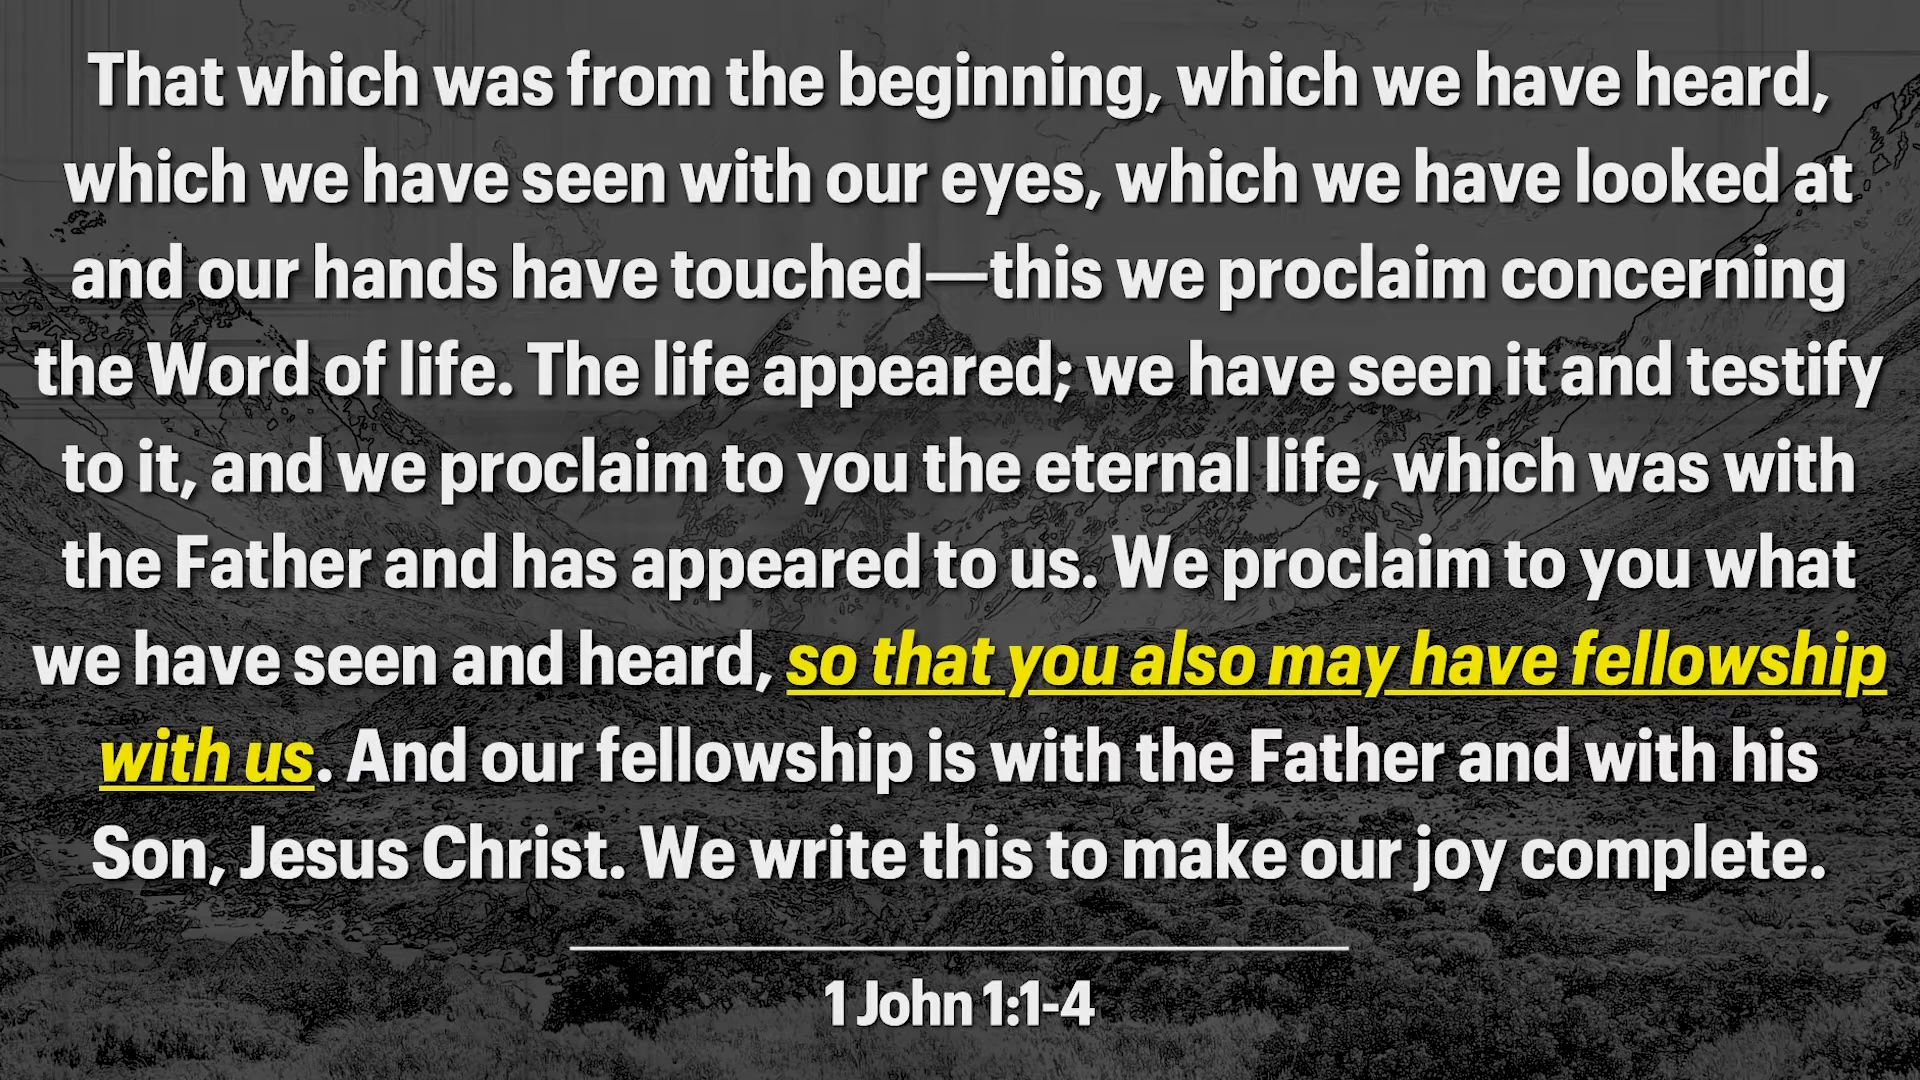 That which was from the beginning, which we have heard,
which we have seen with our eyes, which we have looked at
and our hands have touched—this we proclaim concerning
the Word of life. The life appeared; we have seen it and testify
to it, and we proclaim to you the eternal life, which was with
the Father and has appeared to us. We proclaim to you what
we have seen and heard, so that you also may have fellowship
with us. And our fellowship is with the Father and with his
Son, Jesus Christ. We write this to make our joy complete.
1 John 1:1-4